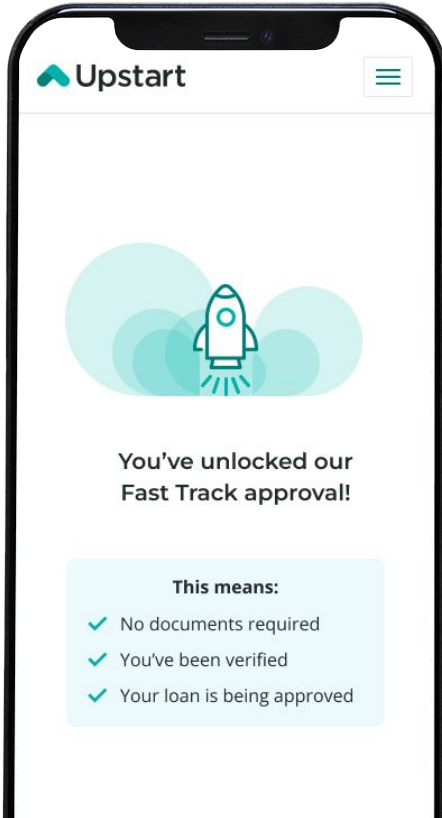 Upstart
You've unlocked our
Fast Track approval!
This means:
No documents required
You've been verified
Your loan is being approved